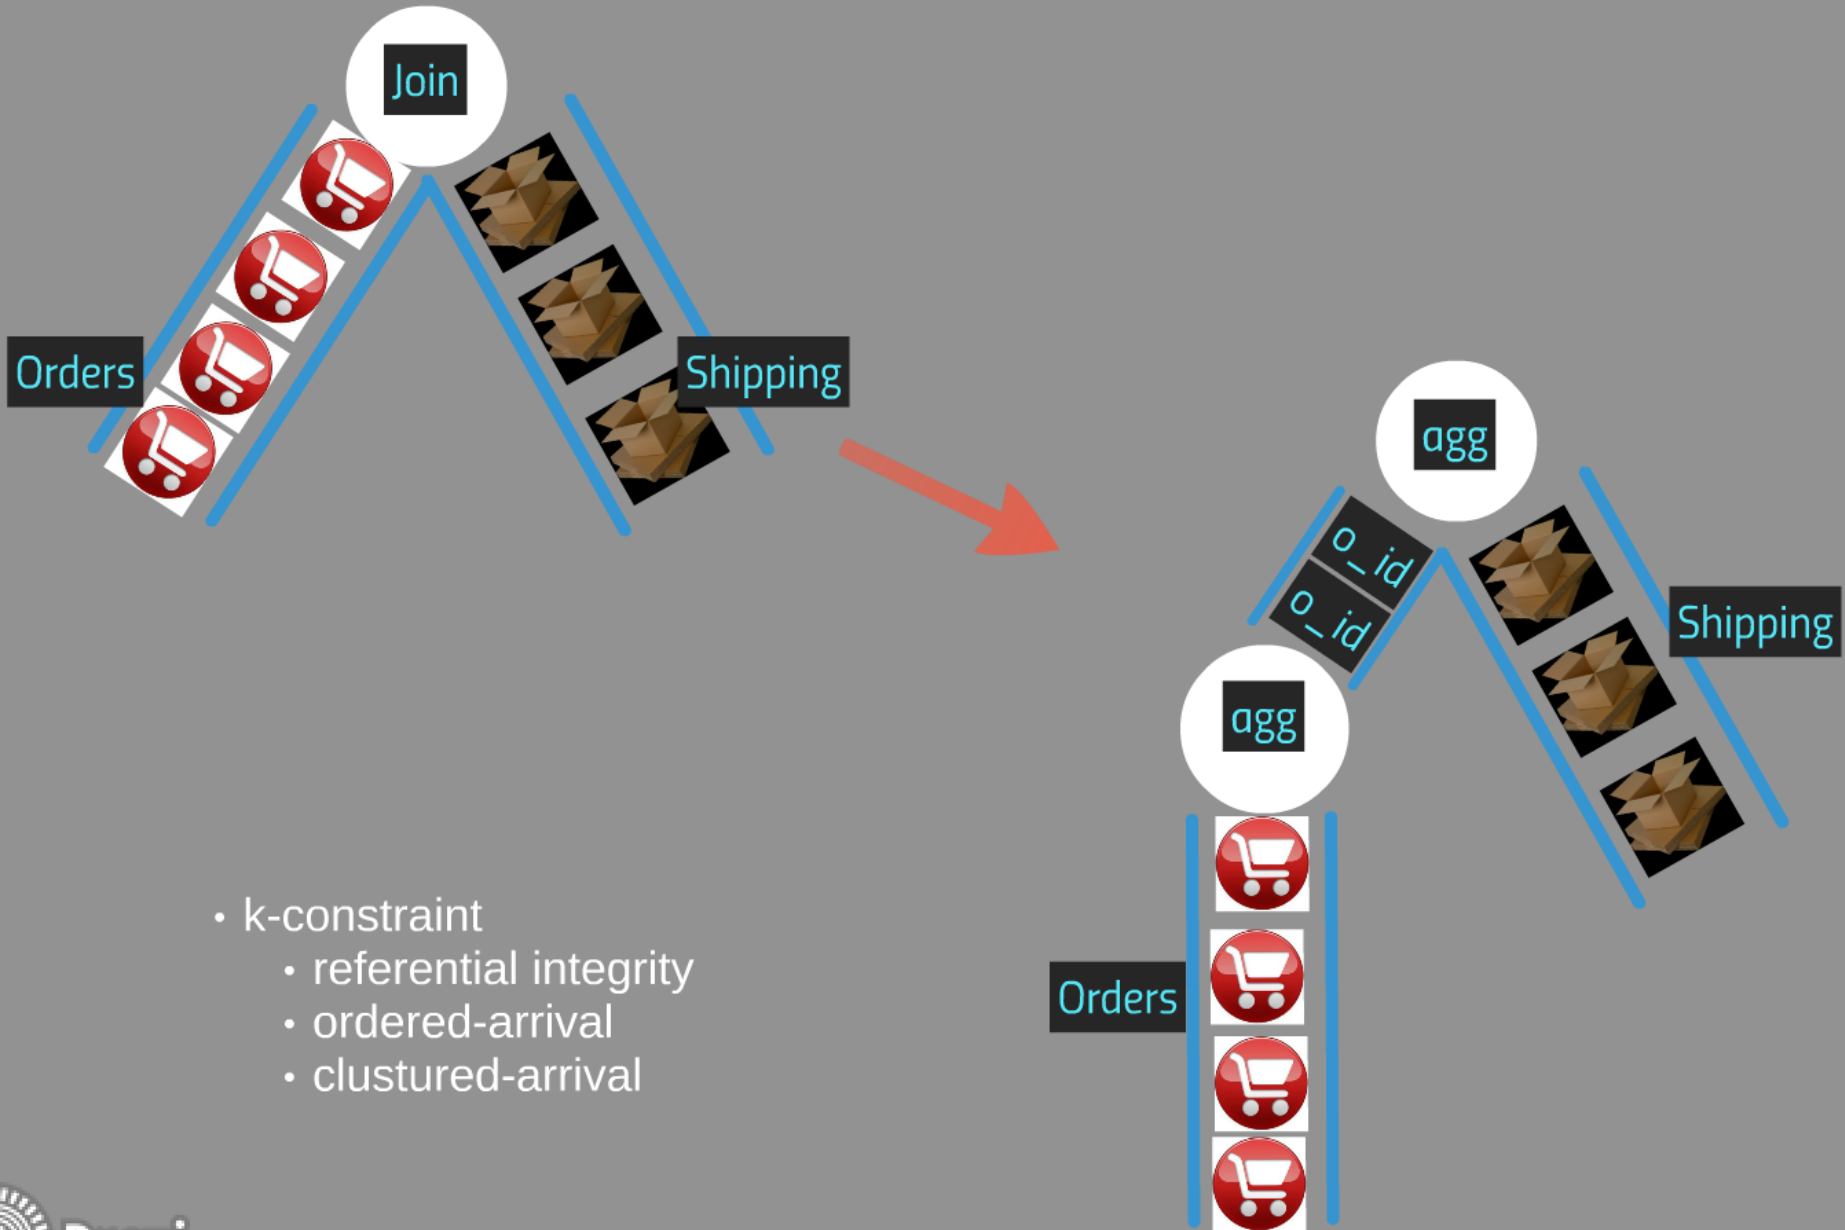 Join
Orders
Shipping
agg
o_id
o_id
Shipping
agg
Orders
• k-constraint
• referential integrity
• ordered-arrival
• clustured-arrival